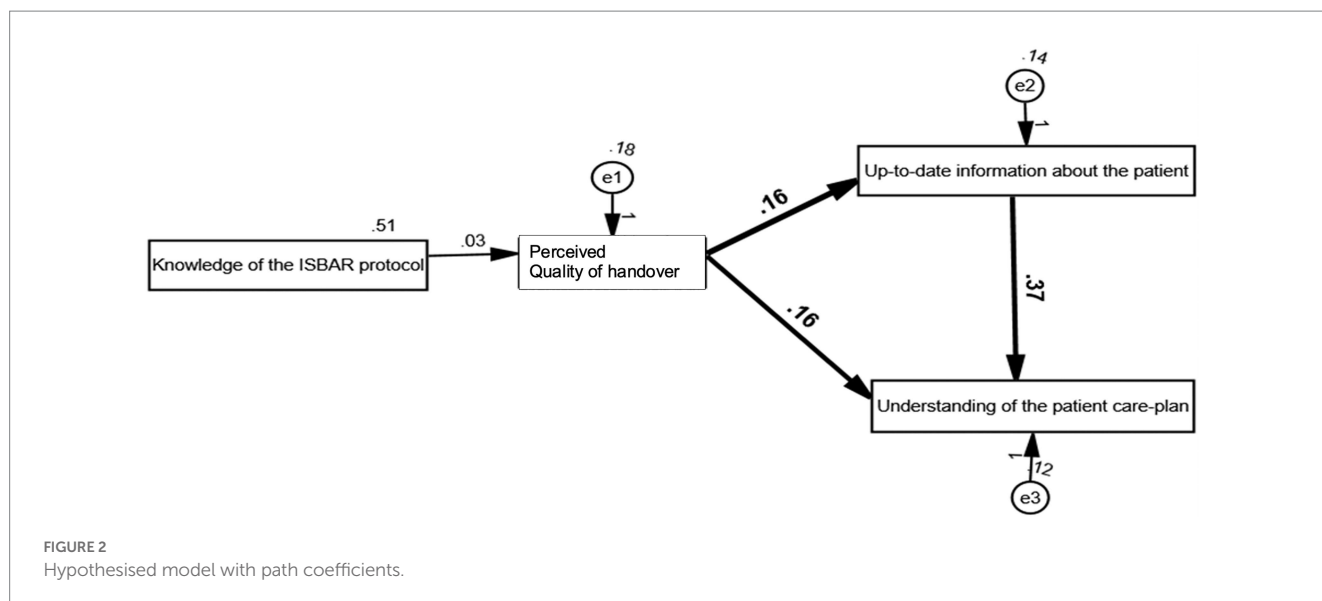 .14
e2
1
.18
e1
1
Up-to-date information about the patient
.16
.51
.03
Knowledge of the ISBAR protocol
Perceived
Quality of handover
.37
.16
Understanding of the patient care-plan
1
.12
e3
FIGURE 2
Hypothesised model with path coefficients.